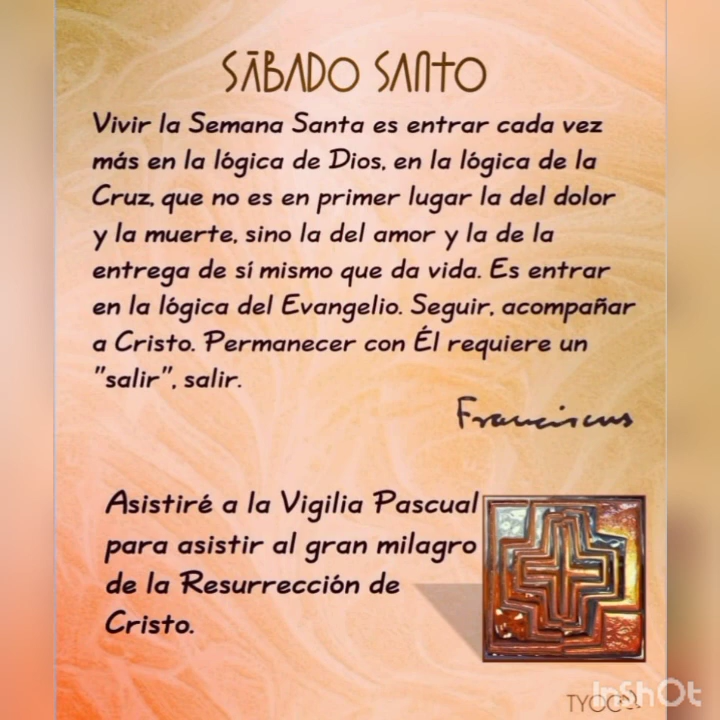 SÁBADO SANTO
Vivir la Semana Santa es entrar cada vez
más en la lógica de Dios, en la lógica de la
Cruz, que no es en primer lugar la del dolor
y la muerte, sino la del amor y la de la
entrega de sí mismo que da vida. Es entrar
en la lógica del Evangelio. Seguir, acompañar
a Cristo. Permanecer con Él requiere un
"salir", salir.
Franciscus
Asistiré a la Vigilia Pascual
para asistir al gran milagro
de la Resurrección de
Cristo.
InShOt